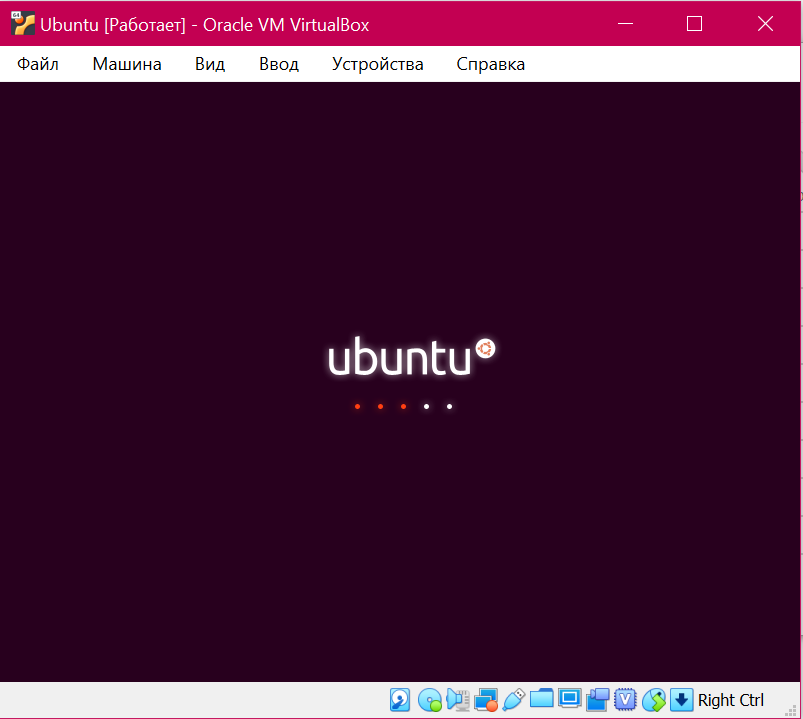 Ubuntu [Работает] - Oracle VM VirtualBox
Файл Машина Вид Ввод Устройства Справка
ubuntu
Right Ctrl